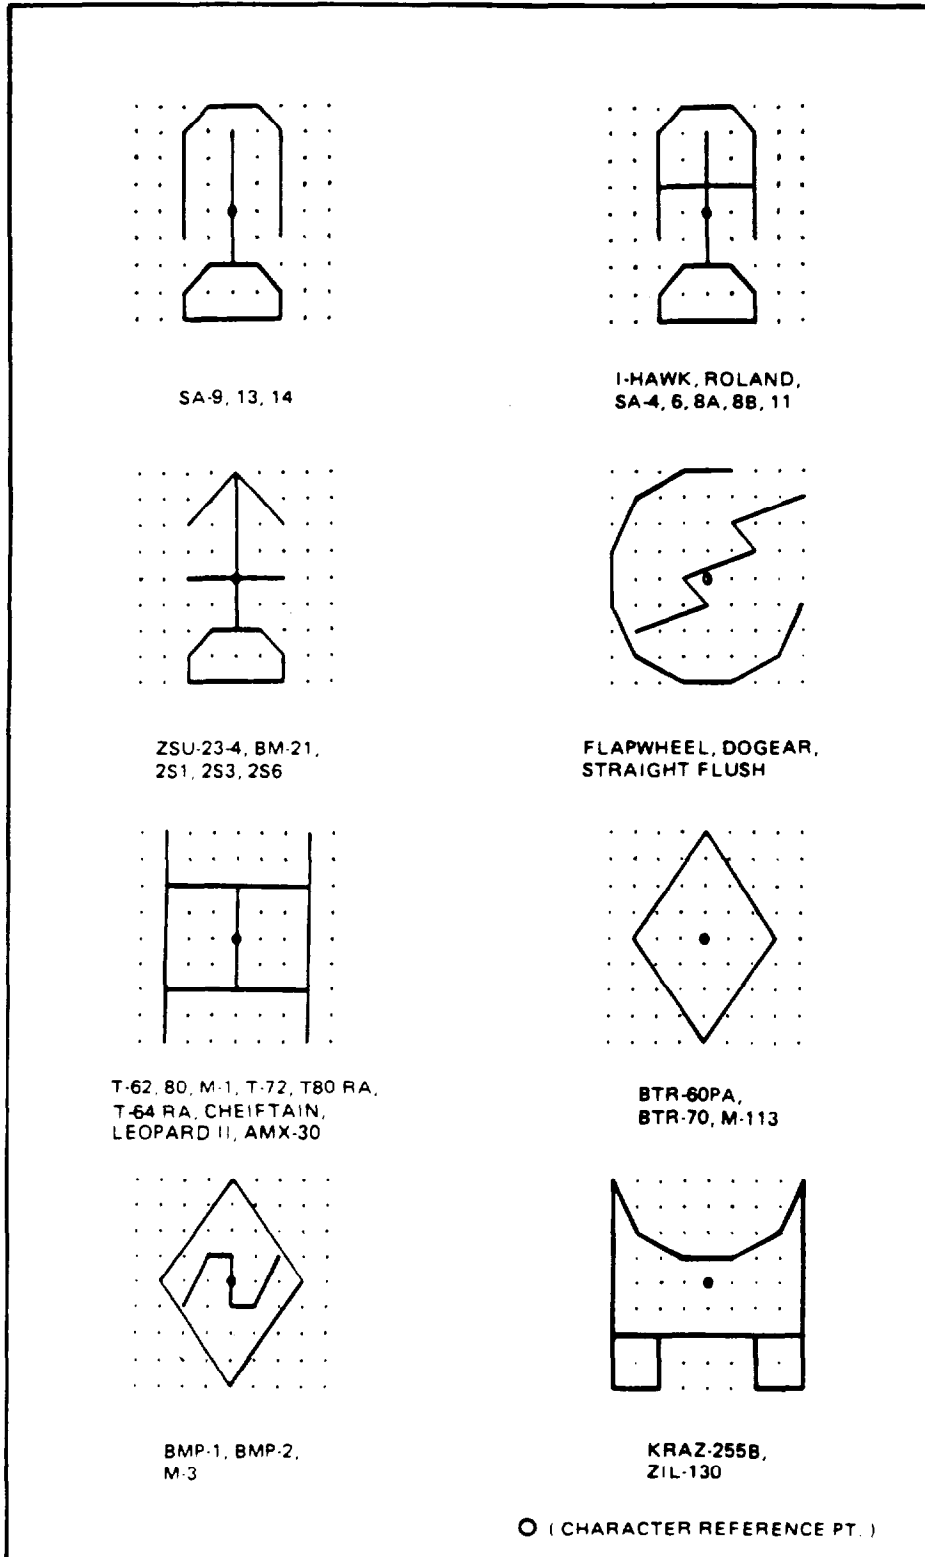 SA-9, 13, 14
I-HAWK, ROLAND,
SA-4, 6, 8A, 8B, 11
ZSU-23-4, BM-21,
2S1, 2S3, 2S6
FLAPWHEEL, DOGEAR,
STRAIGHT FLUSH
T-62, 80, M-1, T-72, T80 RA,
T-64 RA, CHEIFTAIN,
LEOPARD II, AMX-30
BTR-60PA,
BTR-70, M-113
BMP-1, BMP-2,
M-3
KRAZ-255B,
ZIL-130
O (CHARACTER REFERENCE PT.)